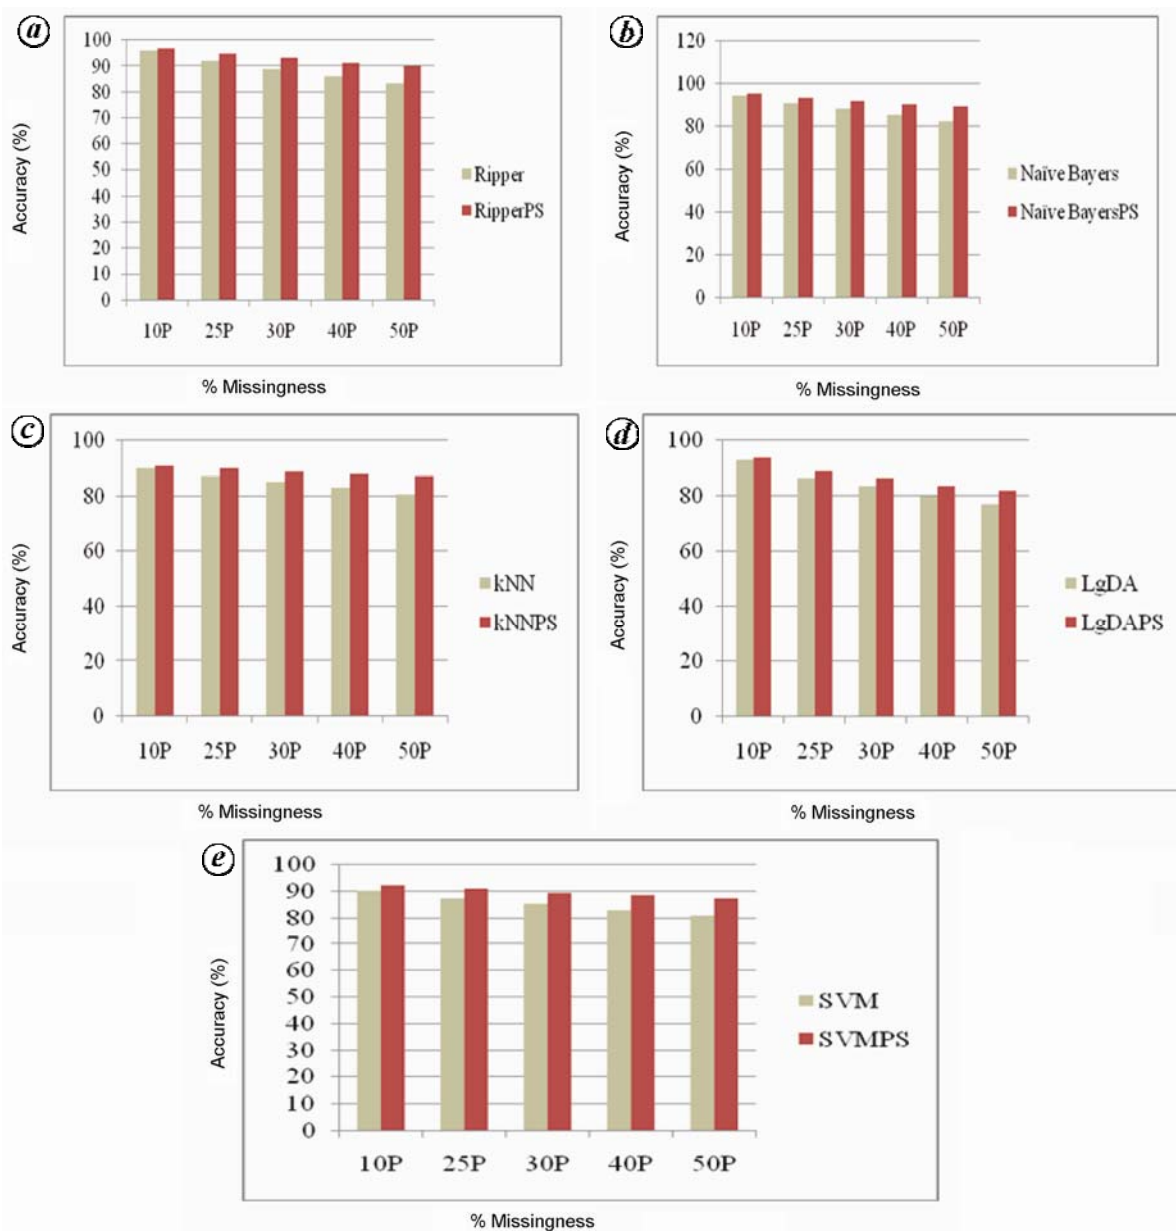 a
100
90
80
70
60
50
40
30
20
10
0
Accuracy (%)
10P 25P 30P 40P 50P
% Missingness
Ripper
RipperPS
b
120
100
80
60
40
20
0
Accuracy (%)
10P 25P 30P 40P 50P
% Missingness
Naïve Bayers
Naïve BayersPS
c
100
80
60
40
20
0
Accuracy (%)
10P 25P 30P 40P 50P
% Missingness
kNN
kNNPS
d
100
80
60
40
20
0
Accuracy (%)
10P 25P 30P 40P 50P
% Missingness
LgDA
LgDAPS
e
100
90
80
70
60
50
40
30
20
10
0
Accuracy (%)
10P 25P 30P 40P 50P
% Missingness
SVM
SVMPS